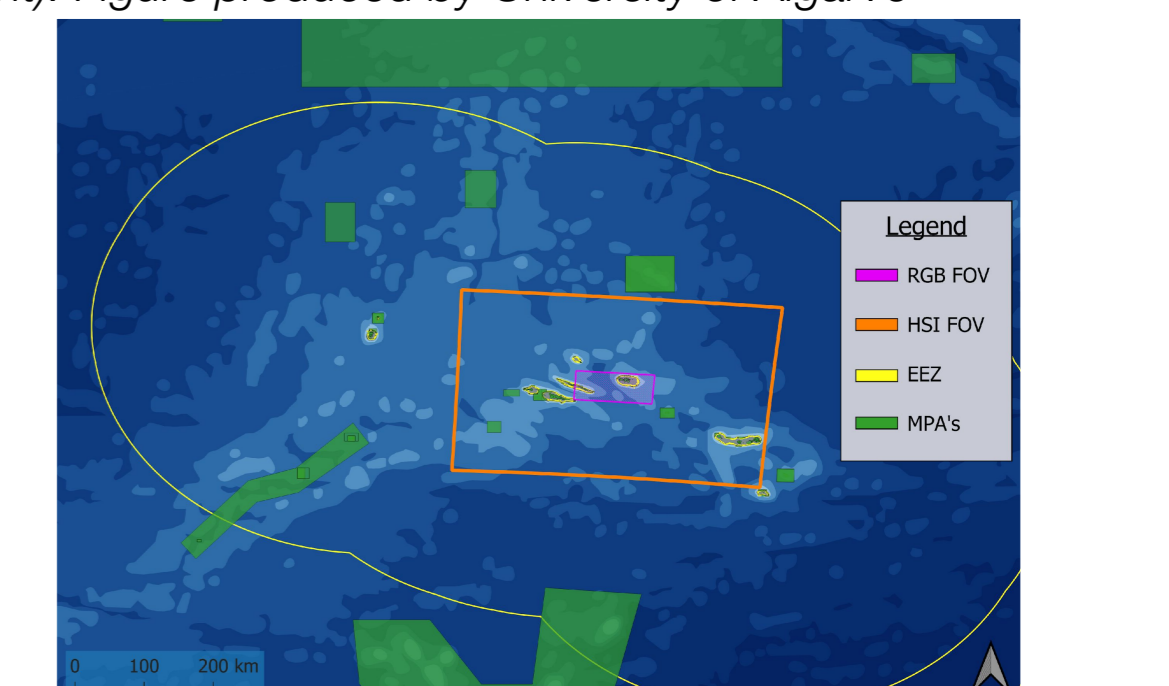 Figure produced by University of Algarve
Legend
RGB FOV
HSI FOV
EEZ
MPA's
0 100 200 km